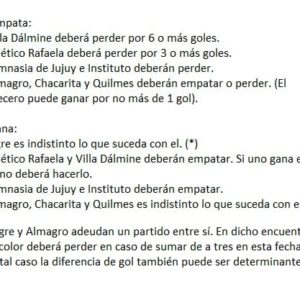 mpata:
la Dálmine deberá perder por 6 o más goles.
ético Rafaela deberá perder por 3 o más goles.
mnasia de Jujuy e Instituto deberán perder.
magro, Chacarita y Quilmes deberán empatar o perder. (El
ecero puede ganar por no más de 1 gol).
ana:
gre es indistinto lo que suceda con el. (*)
ético Rafaela y Villa Dálmine deberán empatar. Si uno gana e
no deberá hacerlo.
mnasia de Jujuy e Instituto deberán empatar.
magro, Chacarita y Quilmes es indistinto lo que suceda con e
gre y Almagro adeudan un partido entre sí. En dicho encuent
color deberá perder en caso de sumar de a tres en esta fecha
tal caso la diferencia de gol también puede ser determinante